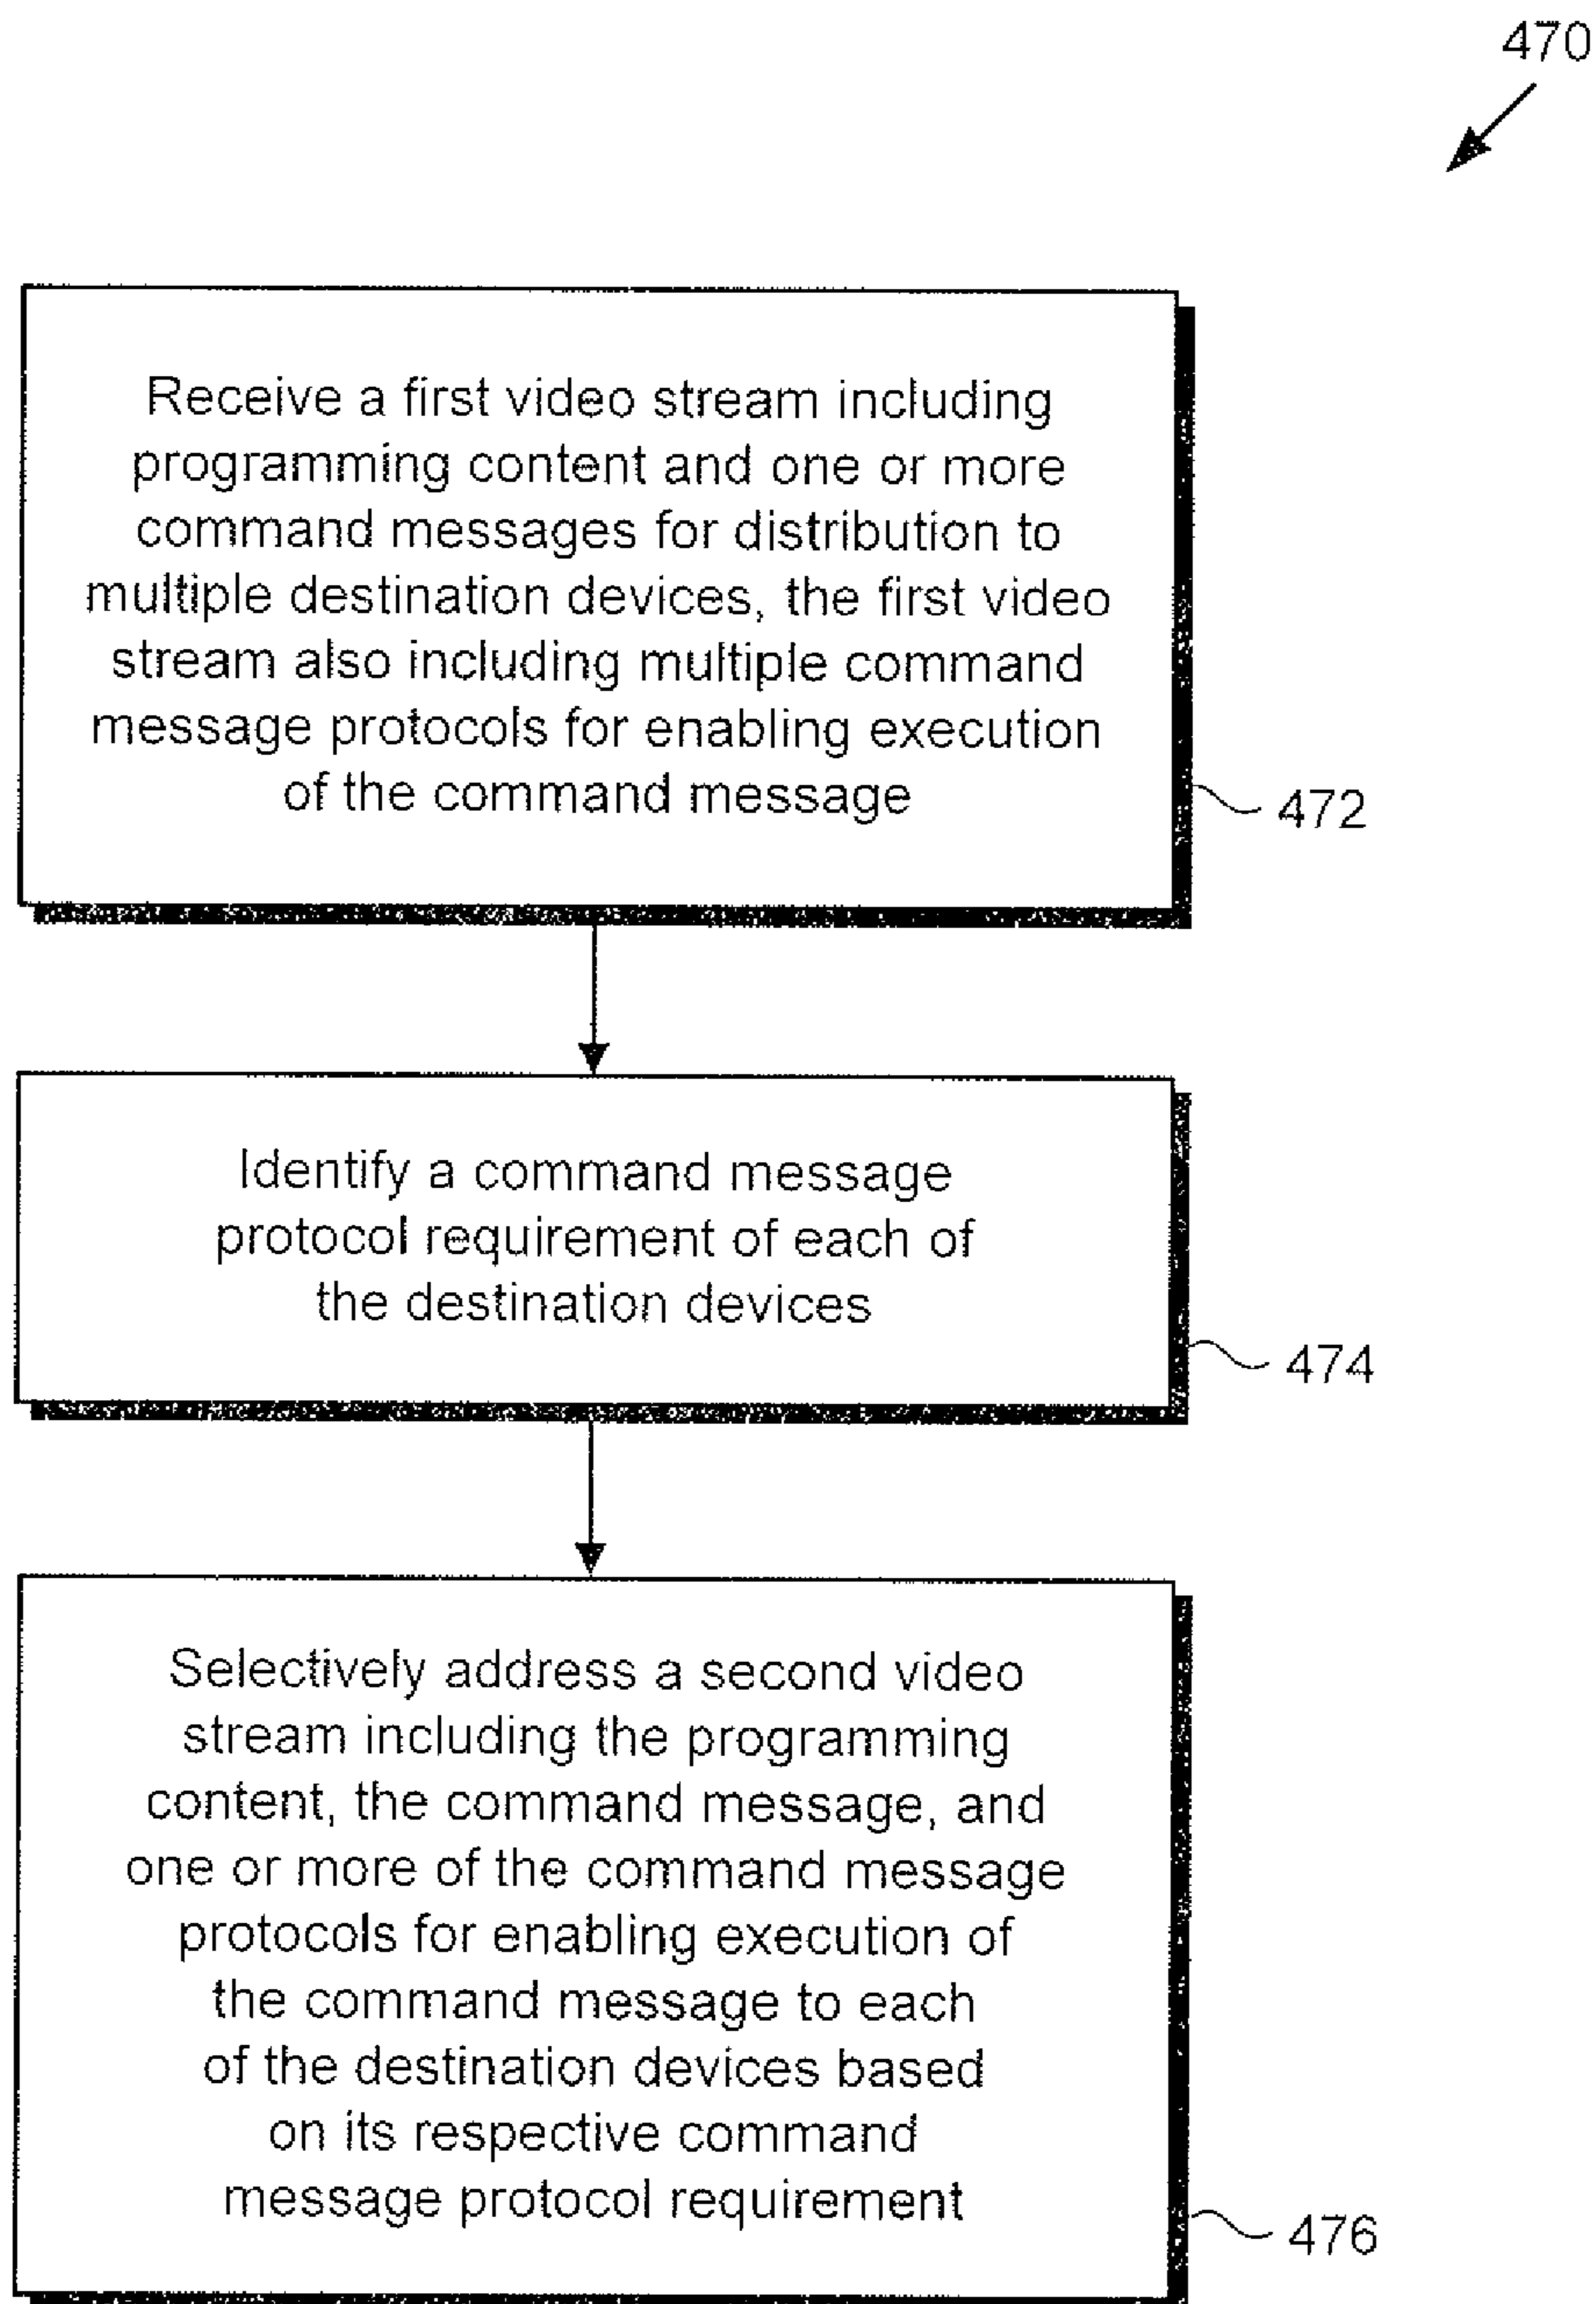 470
Receive a first video stream including
programming content and one or more
command messages for distribution to
multiple destination devices, the first video
stream also including multiple command
message protocols for enabling execution
of the command message
472
Identify a command message
protocol requirement of each of
the destination devices
474
Selectively address a second video
stream including the programming
content, the command message, and
one or more of the command message
protocols for enabling execution of
the command message to each
of the destination devices based
on its respective command
message protocol requirement
476